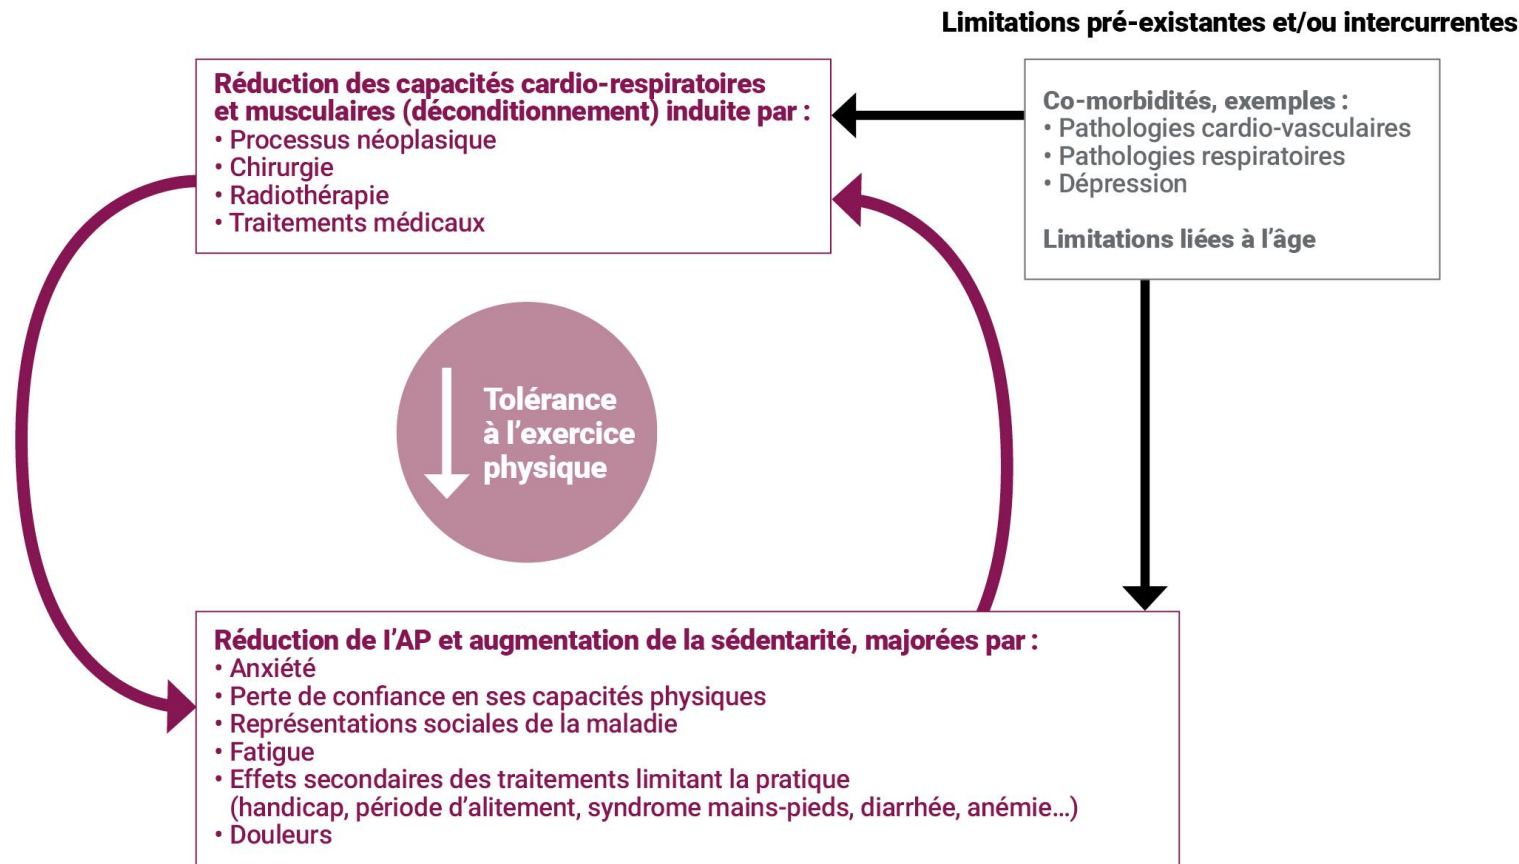 Limitations pré-existantes et/ou intercurrentes
Réduction des capacités cardio-respiratoires
et musculaires (déconditionnement) induite par :
• Processus néoplasique
• Chirurgie
• Radiothérapie
• Traitements médicaux
Co-morbidités, exemples :
• Pathologies cardio-vasculaires
• Pathologies respiratoires
• Dépression
Limitations liées à l’âge
Tolérance
à l’exercice
physique
Réduction de l’AP et augmentation de la sédentarité, majorées par :
• Anxiété
• Perte de confiance en ses capacités physiques
• Représentations sociales de la maladie
• Fatigue
• Effets secondaires des traitements limitant la pratique
(handicap, période d’alitement, syndrome mains-pieds, diarrhée, anémie…)
• Douleurs